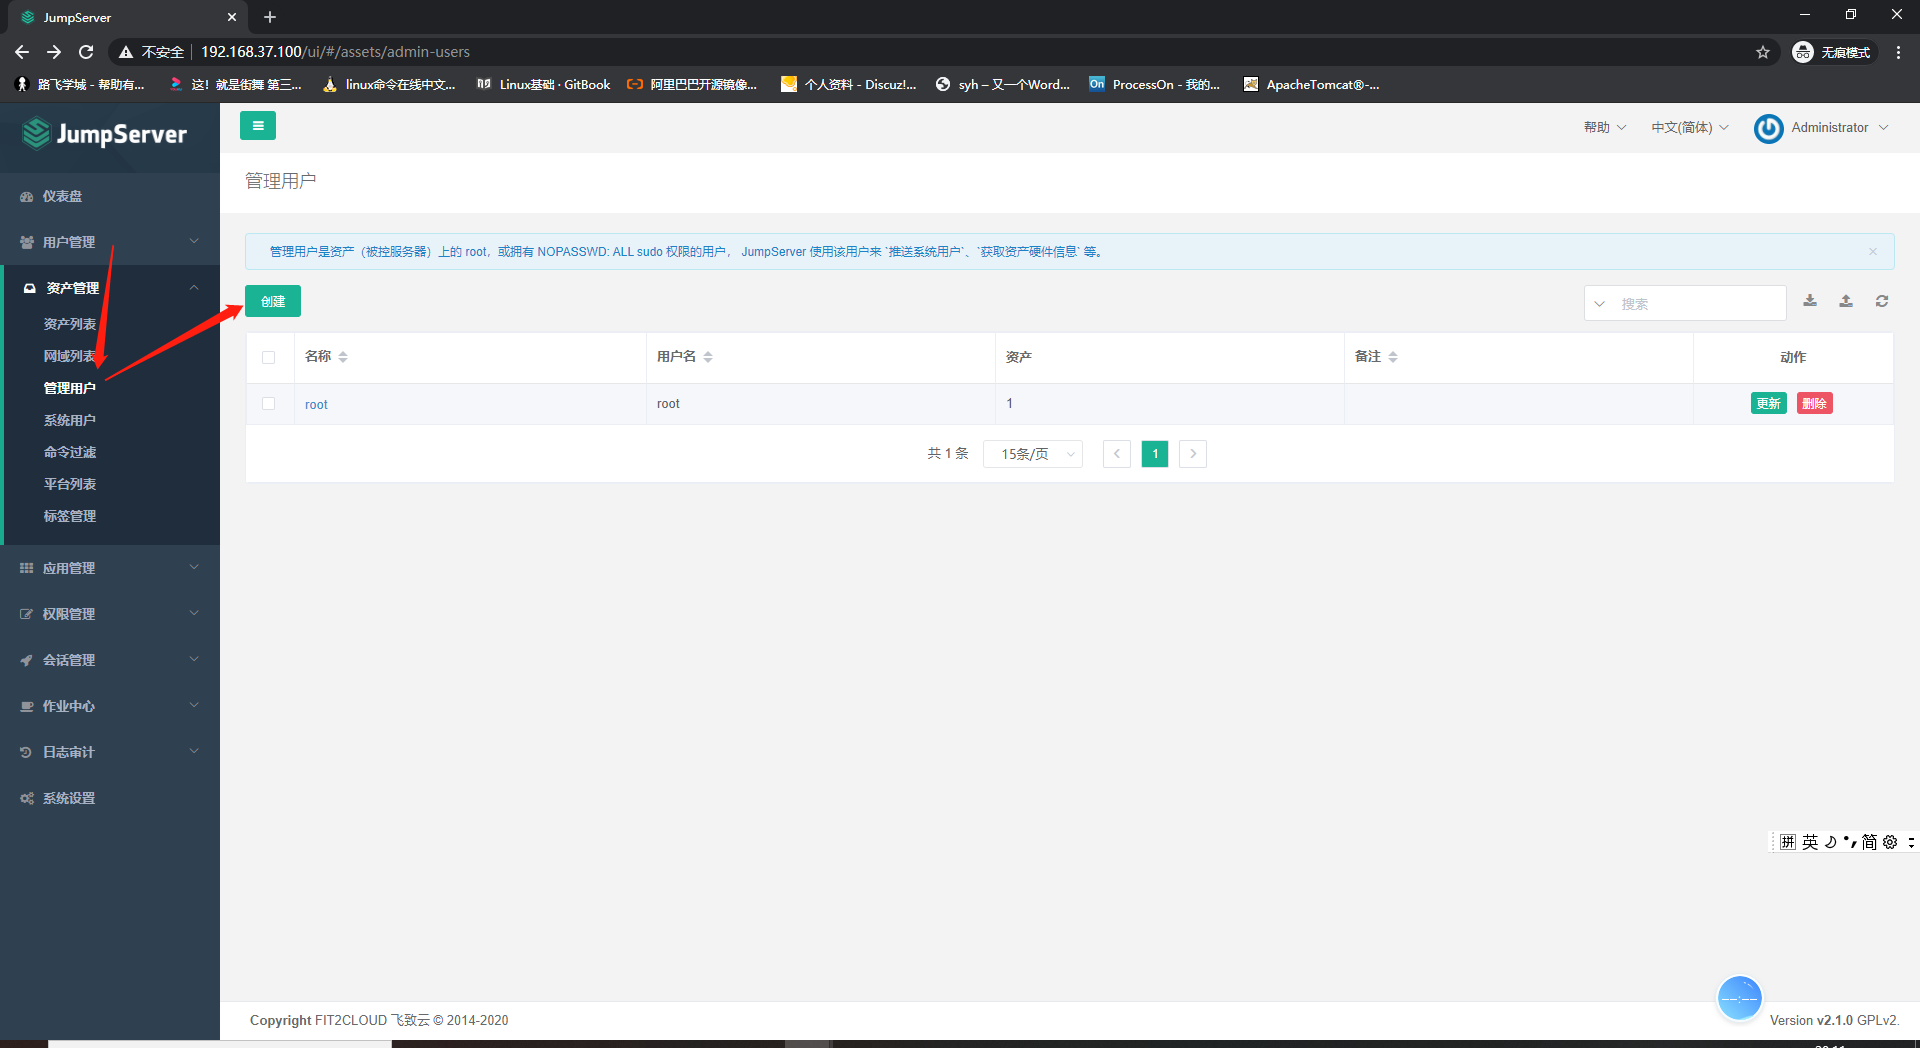 JumpServer
不安全 192.168.37.100/ui/#/assets/admin-users 无痕模式
路飞学城 - 帮助有... 这！就是街舞 第三... linux命令在线中文... Linux基础 · GitBook 阿里巴巴开源镜像... 个人资料 - Discuz!... syh – 又一个Word... ProcessOn - 我的... ApacheTomcat®-...
JumpServer
帮助 中文(简体) Administrator
仪表盘
用户管理
资产管理
资产列表
网域列表
管理用户
系统用户
命令过滤
平台列表
标签管理
应用管理
权限管理
会话管理
作业中心
日志审计
系统设置
管理用户
管理用户是资产（被控服务器）上的 root，或拥有 NOPASSWD: ALL sudo 权限的用户， JumpServer 使用该用户来 `推送系统用户`、`获取资产硬件信息` 等。
创建
搜索
名称 用户名 资产 备注 动作
root root 1 更新 删除
共 1 条 15条/页 1
拼 英 简
Copyright FIT2CLOUD 飞致云 © 2014-2020
Version v2.1.0 GPLv2.